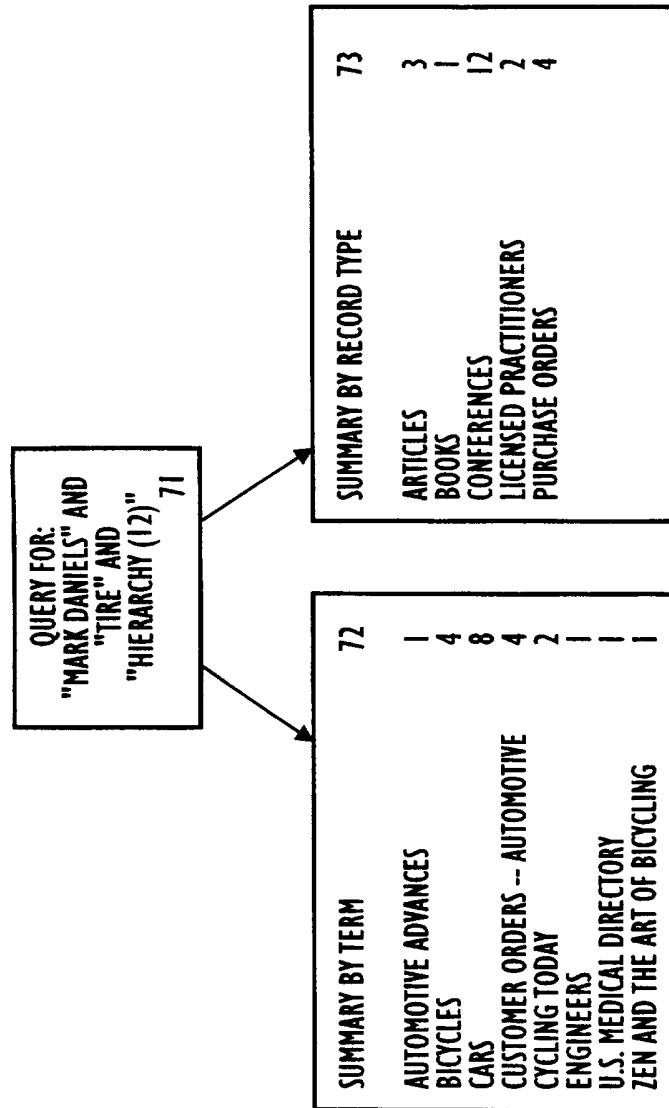 QUERY FOR:
"MARK DANIELS" AND
"TIRE" AND
"HIERARCHY (12)"
71
SUMMARY BY TERM 72
AUTOMOTIVE ADVANCES 1
BICYCLES 4
CARS 8
CUSTOMER ORDERS -- AUTOMOTIVE 4
CYCLING TODAY 2
ENGINEERS 1
U.S. MEDICAL DIRECTORY 1
ZEN AND THE ART OF BICYCLING 1
SUMMARY BY RECORD TYPE 73
ARTICLES 3
BOOKS 1
CONFERENCES 12
LICENSED PRACTITIONERS 2
PURCHASE ORDERS 4